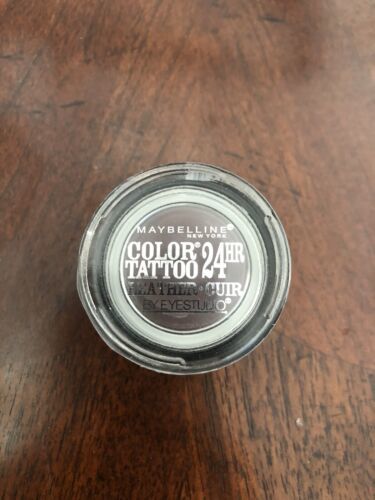 MAYBELLINE®
NEW YORK
COLOR® 24HR
TATTOO
LEATHER · CUIR
BY EYESTUDIO®